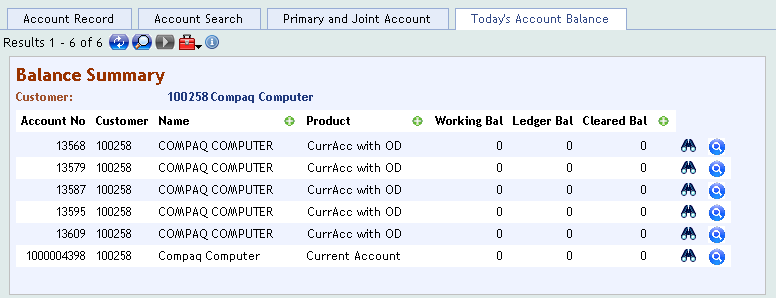 Account Record Account Search Primary and Joint Account Today's Account Balance
Results 1 - 6 of 6
Balance Summary
Customer: 100258 Compaq Computer
Account No Customer Name Product Working Bal Ledger Bal Cleared Bal
13568 100258 COMPAQ COMPUTER CurrAcc with OD 0 0 0
13579 100258 COMPAQ COMPUTER CurrAcc with OD 0 0 0
13587 100258 COMPAQ COMPUTER CurrAcc with OD 0 0 0
13595 100258 COMPAQ COMPUTER CurrAcc with OD 0 0 0
13609 100258 COMPAQ COMPUTER CurrAcc with OD 0 0 0
1000004398 100258 Compaq Computer Current Account 0 0 0